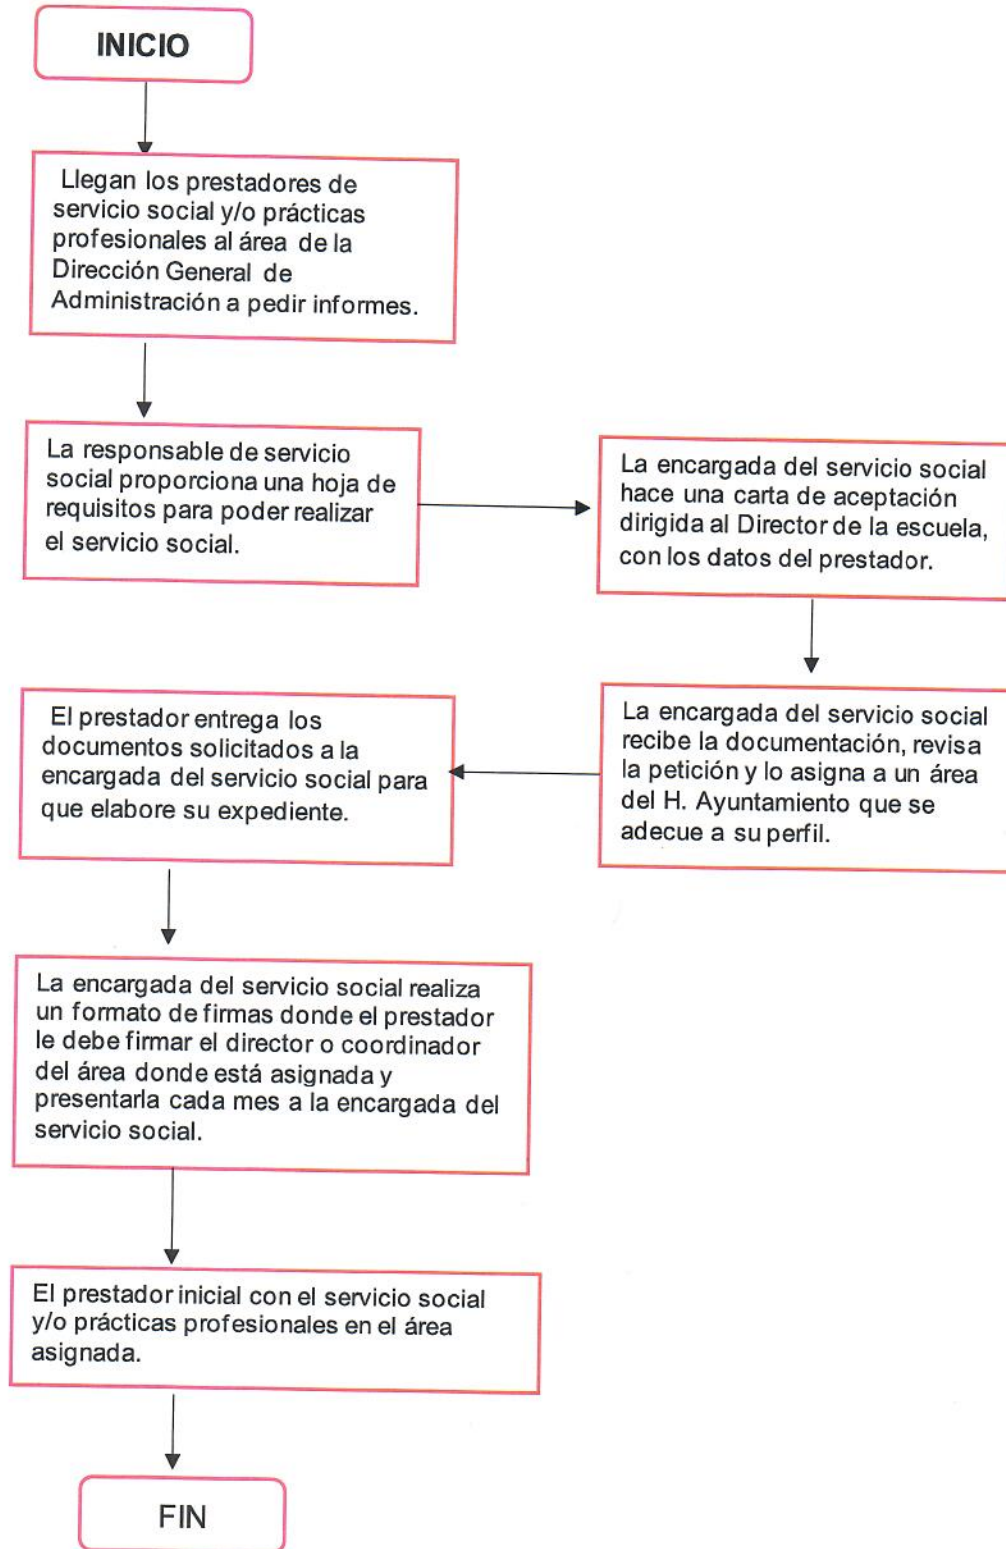 INICIO
Llegan los prestadores de
servicio social y/o prácticas
profesionales al área de la
Dirección General de
Administración a pedir informes.
La responsable de servicio
social proporciona una hoja de
requisitos para poder realizar
el servicio social.
La encargada del servicio social
hace una carta de aceptación
dirigida al Director de la escuela,
con los datos del prestador.
La encargada del servicio social
recibe la documentación, revisa
la petición y lo asigna a un área
del H. Ayuntamiento que se
adecue a su perfil.
El prestador entrega los
documentos solicitados a la
encargada del servicio social para
que elabore su expediente.
La encargada del servicio social realiza
un formato de firmas donde el prestador
le debe firmar el director o coordinador
del área donde está asignada y
presentarla cada mes a la encargada del
servicio social.
El prestador inicial con el servicio social
y/o prácticas profesionales en el área
asignada.
FIN